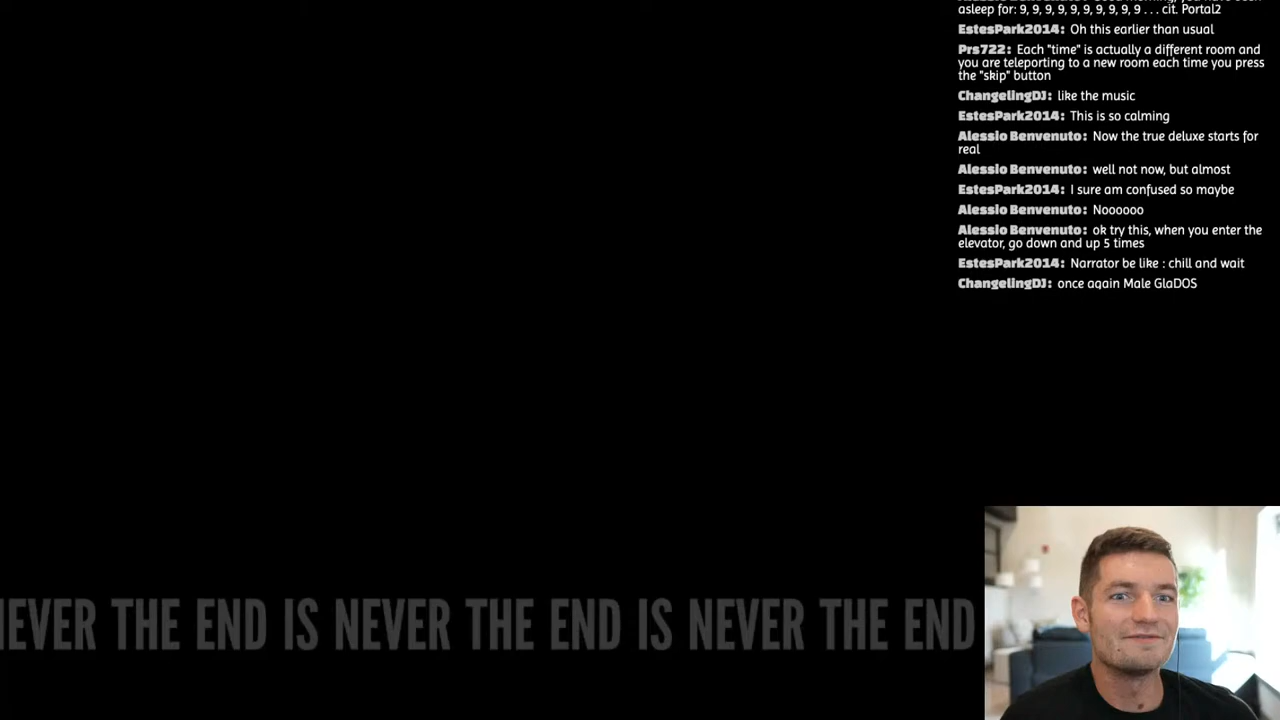 asleep for: 9, 9, 9, 9, 9, 9, 9, 9, 9, 9 . . . cit. Portal2
EstesPark2014: Oh this earlier than usual
Prs722: Each "time" is actually a different room and
you are teleporting to a new room each time you press
the "skip" button
ChangelingDJ: like the music
EstesPark2014: This is so calming
Alessio Benvenuto: Now the true deluxe starts for
real
Alessio Benvenuto: well not now, but almost
EstesPark2014: I sure am confused so maybe
Alessio Benvenuto: Noooooo
Alessio Benvenuto: ok try this, when you enter the
elevator, go down and up 5 times
EstesPark2014: Narrator be like : chill and wait
ChangelingDJ: once again Male GlaDOS
NEVER THE END IS NEVER THE END IS NEVER THE END